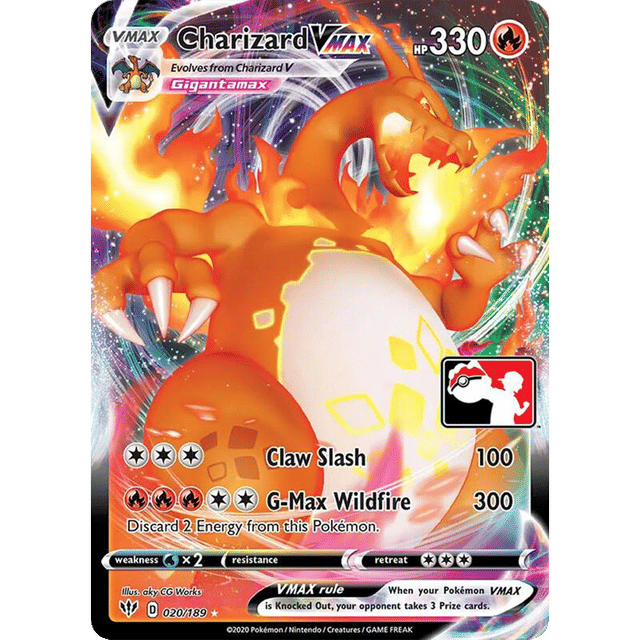 VMAX
Charizard VMAX HP 330
Evolves from Charizard V
Gigantamax
Claw Slash 100
G-Max Wildfire 300
Discard 2 Energy from this Pokémon.
weakness ×2 resistance retreat
Illus. aky CG Works
D 020/189
VMAX rule When your Pokémon VMAX
is Knocked Out, your opponent takes 3 Prize cards.
©2020 Pokémon / Nintendo / Creatures / GAME FREAK